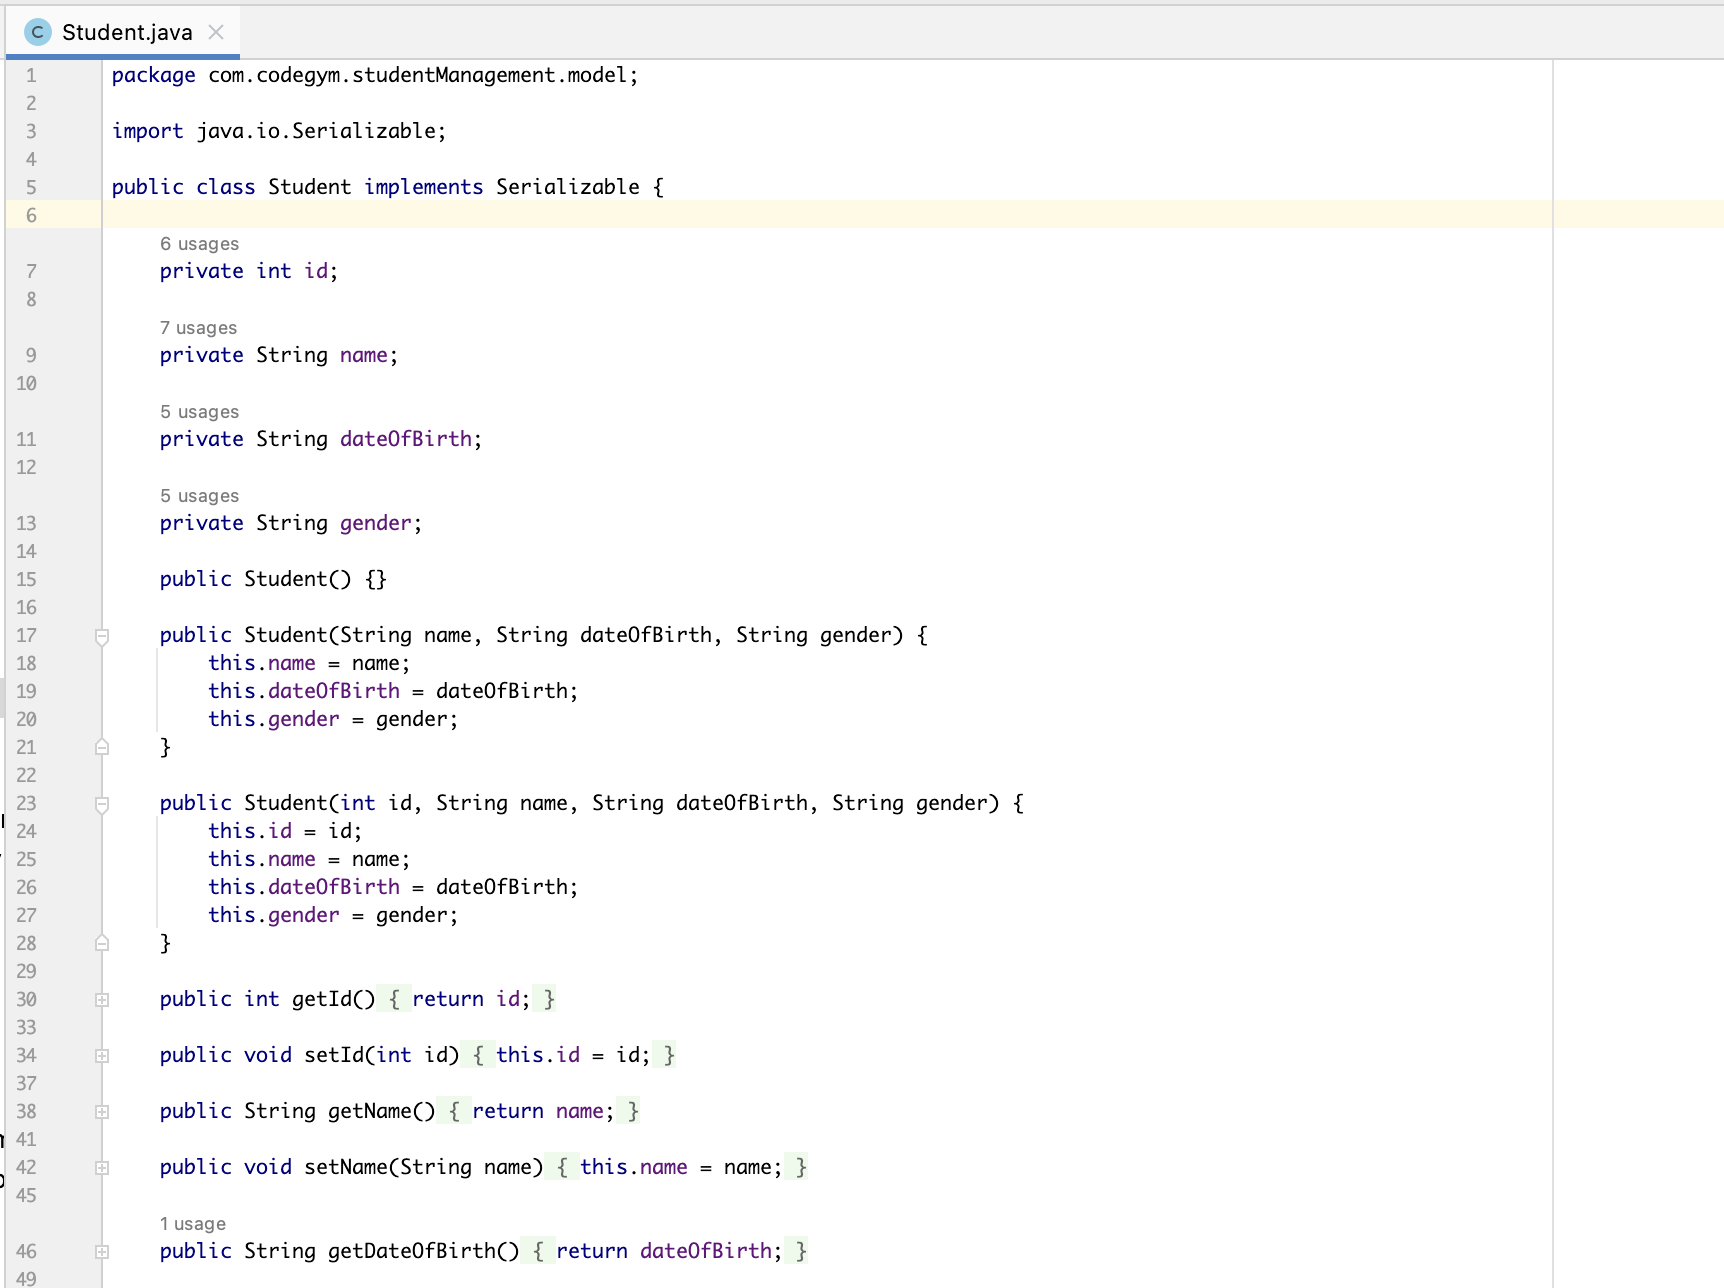 C Student.java
1 package com.codegym.studentManagement.model;
2
3 import java.io.Serializable;
4
5 public class Student implements Serializable {
6
6 usages
7 private int id;
8
7 usages
9 private String name;
10
5 usages
11 private String dateOfBirth;
12
5 usages
13 private String gender;
14
15 public Student() {}
16
17 public Student(String name, String dateOfBirth, String gender) {
18 this.name = name;
19 this.dateOfBirth = dateOfBirth;
20 this.gender = gender;
21 }
22
23 public Student(int id, String name, String dateOfBirth, String gender) {
24 this.id = id;
25 this.name = name;
26 this.dateOfBirth = dateOfBirth;
27 this.gender = gender;
28 }
29
30 public int getId() { return id; }
33
34 public void setId(int id) { this.id = id; }
37
38 public String getName() { return name; }
41
42 public void setName(String name) { this.name = name; }
45
1 usage
46 public String getDateOfBirth() { return dateOfBirth; }
49